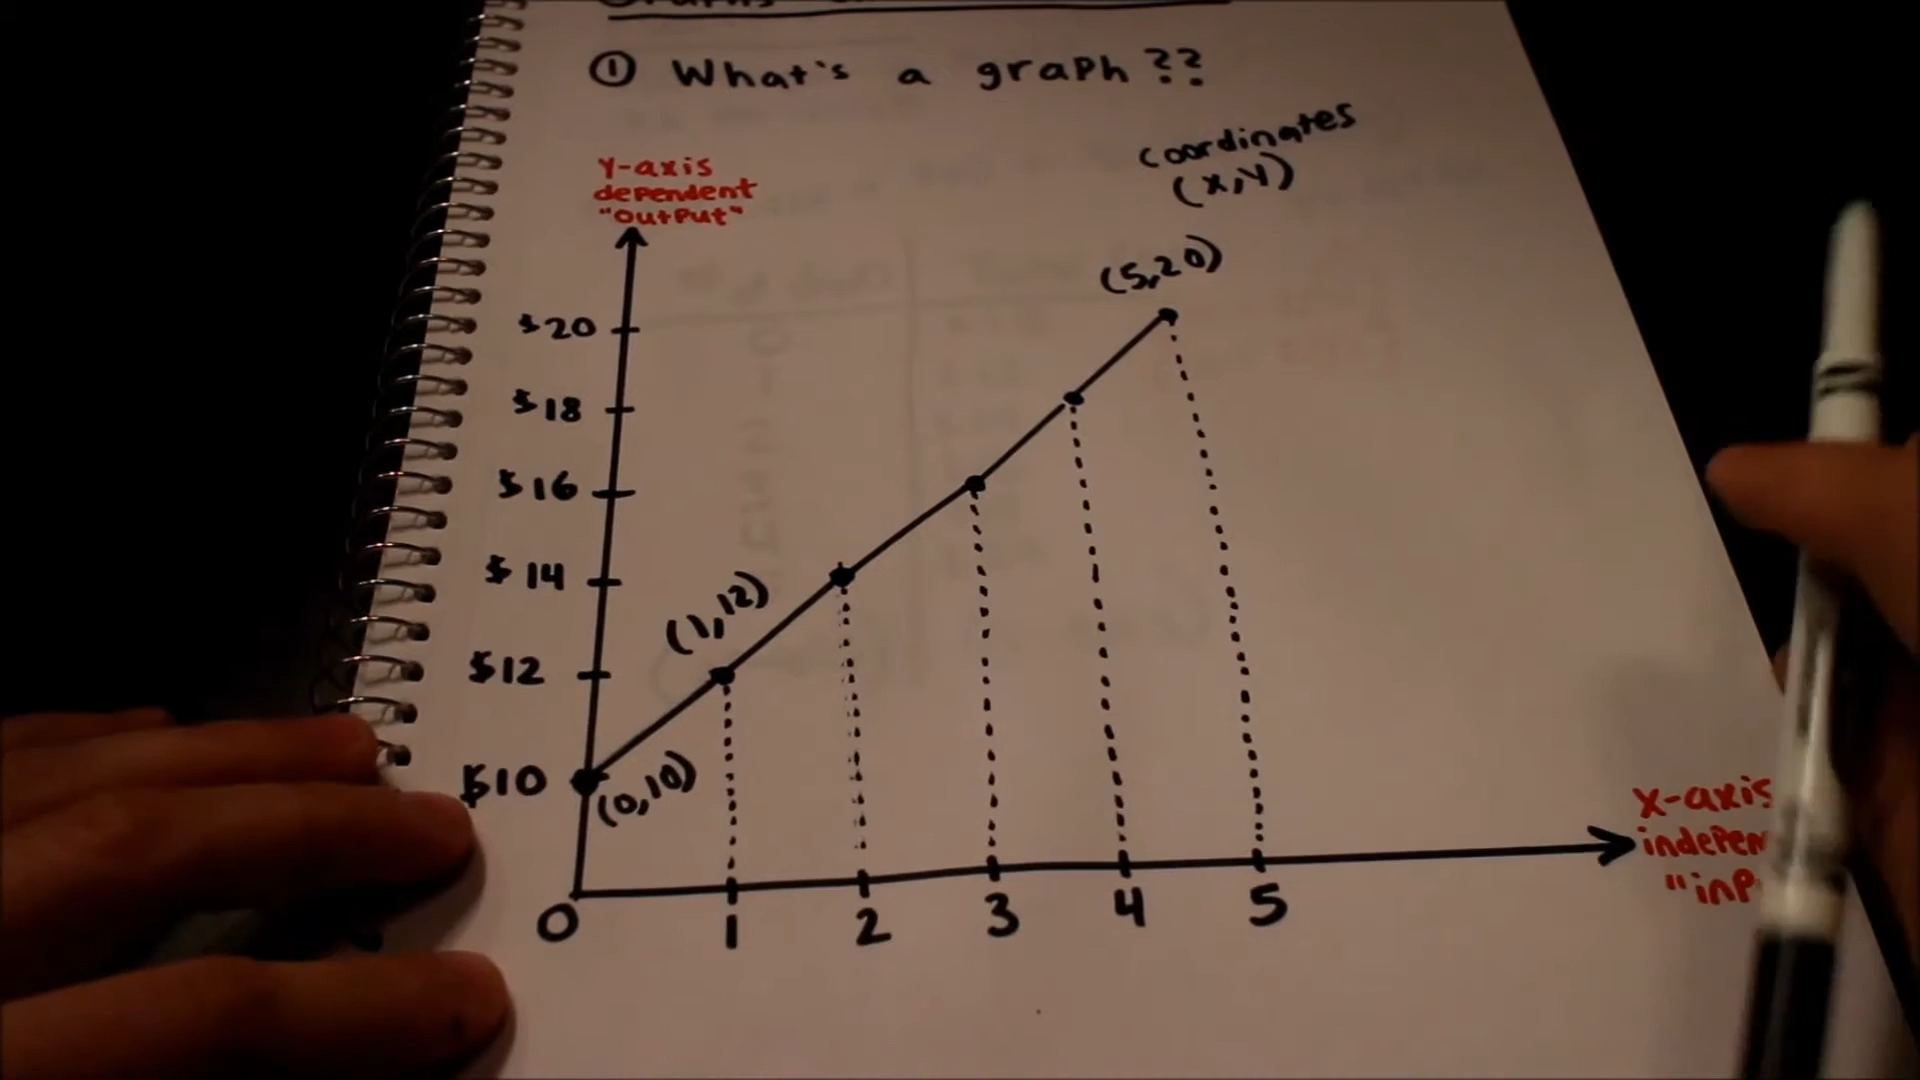 ① What's a graph??
coordinates
(x,y)
Y-axis
dependent
"output"
(5,20)
$20
$18
$16
$14
(1,12)
$12
$10
(0,10)
X-axis
0 1 2 3 4 5